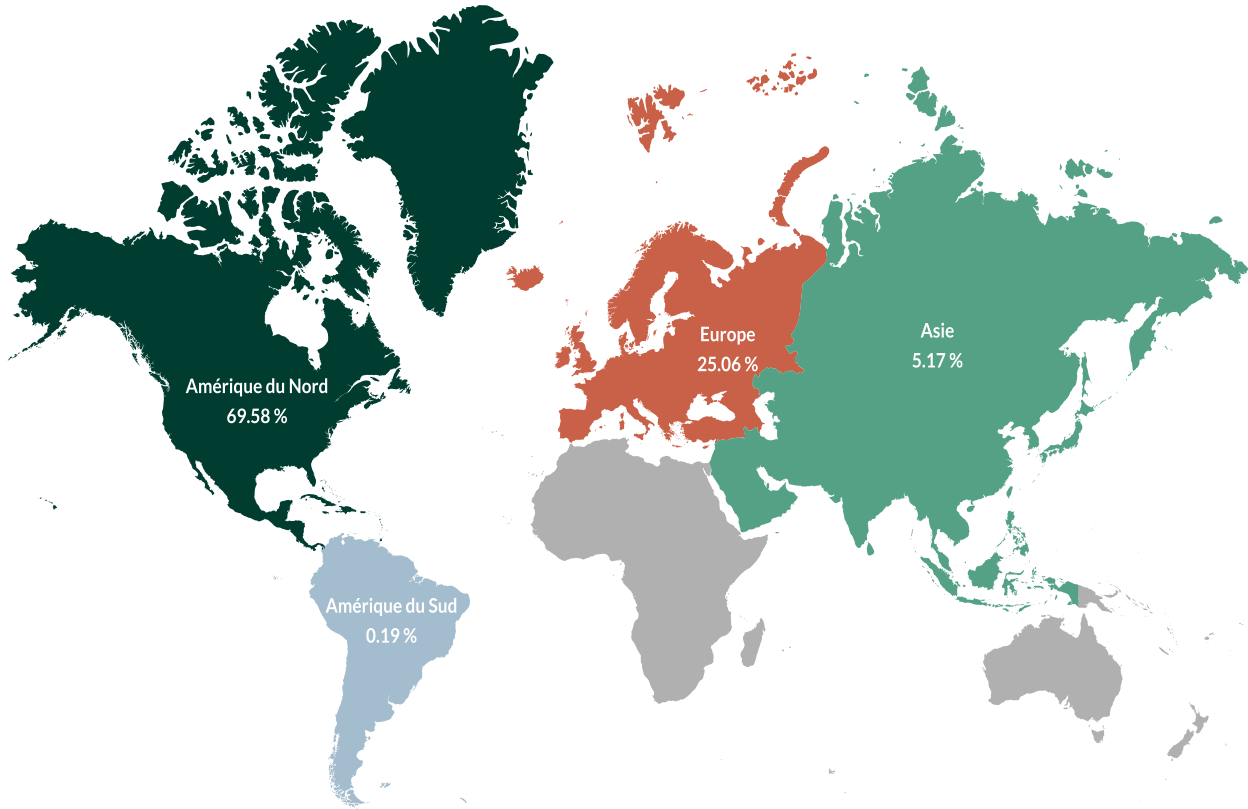 Europe
25.06 %
Asie
5.17 %
Amérique du Nord
69.58 %
Amérique du Sud
0.19 %